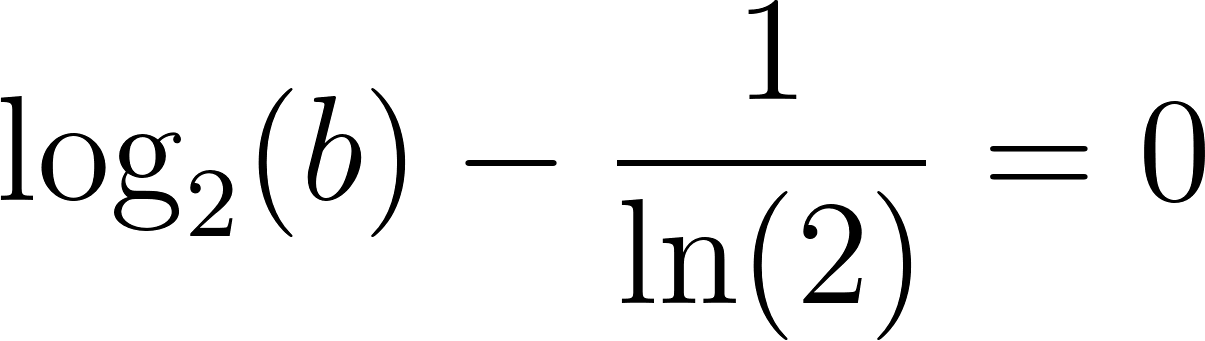 log₂(b) − 1/ln(2) = 0